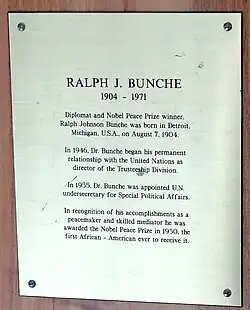 RALPH J. BUNCHE
1904 - 1971
Diplomat and Nobel Peace Prize winner,
Ralph Johnson Bunche was born in Detroit,
Michigan, U.S.A., on August 7, 1904.
In 1946, Dr. Bunche began his permanent
relationship with the United Nations as
director of the Trusteeship Division.
In 1955, Dr. Bunche was appointed U.N.
undersecretary for Special Political Affairs.
In recognition of his accomplishments as a
peacemaker and skilled mediator he was
awarded the Nobel Peace Prize in 1950, the
first African - American ever to receive it.